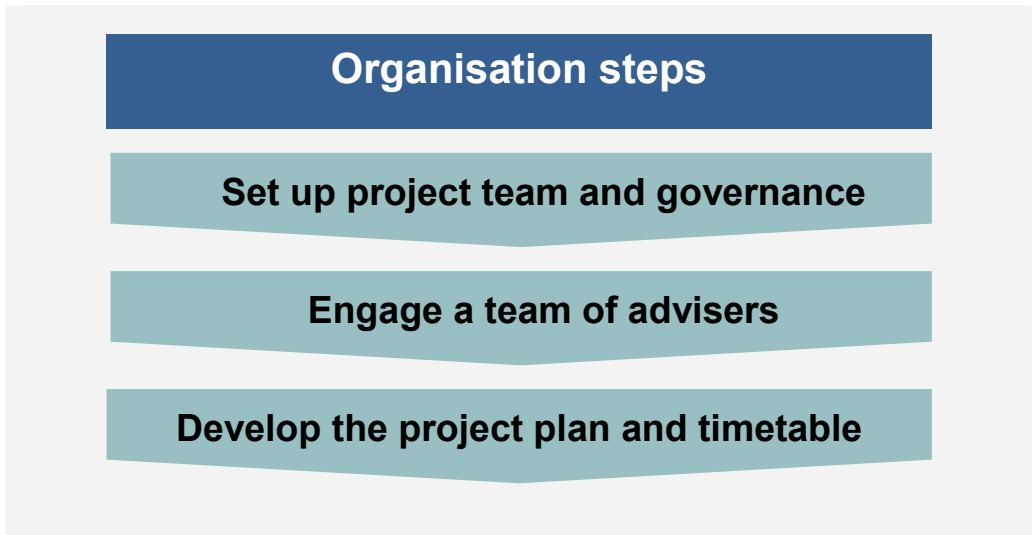 Organisation steps
Set up project team and governance
Engage a team of advisers
Develop the project plan and timetable